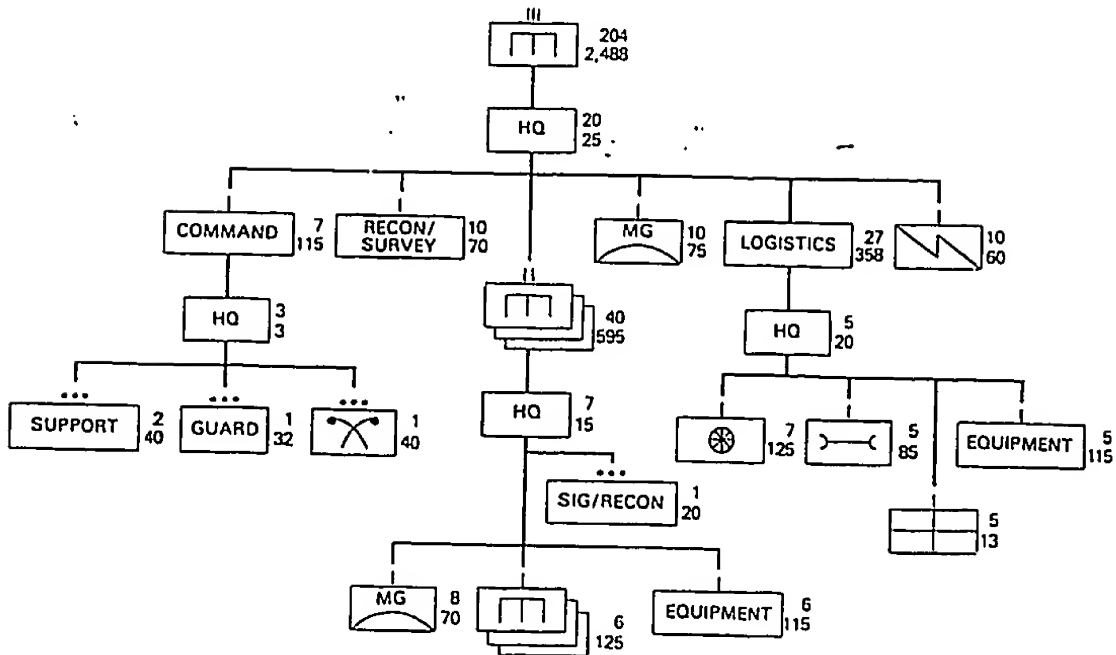 204
2,488
HQ
20
25
COMMAND
7
115
RECON/
SURVEY
10
70
MG
10
75
LOGISTICS
27
358
10
60
HQ
3
3
40
595
HQ
5
20
SUPPORT
2
40
GUARD
1
32
1
40
HQ
7
15
7
125
5
85
EQUIPMENT
5
115
SIG/RECON
1
20
5
13
MG
8
70
6
125
EQUIPMENT
6
115